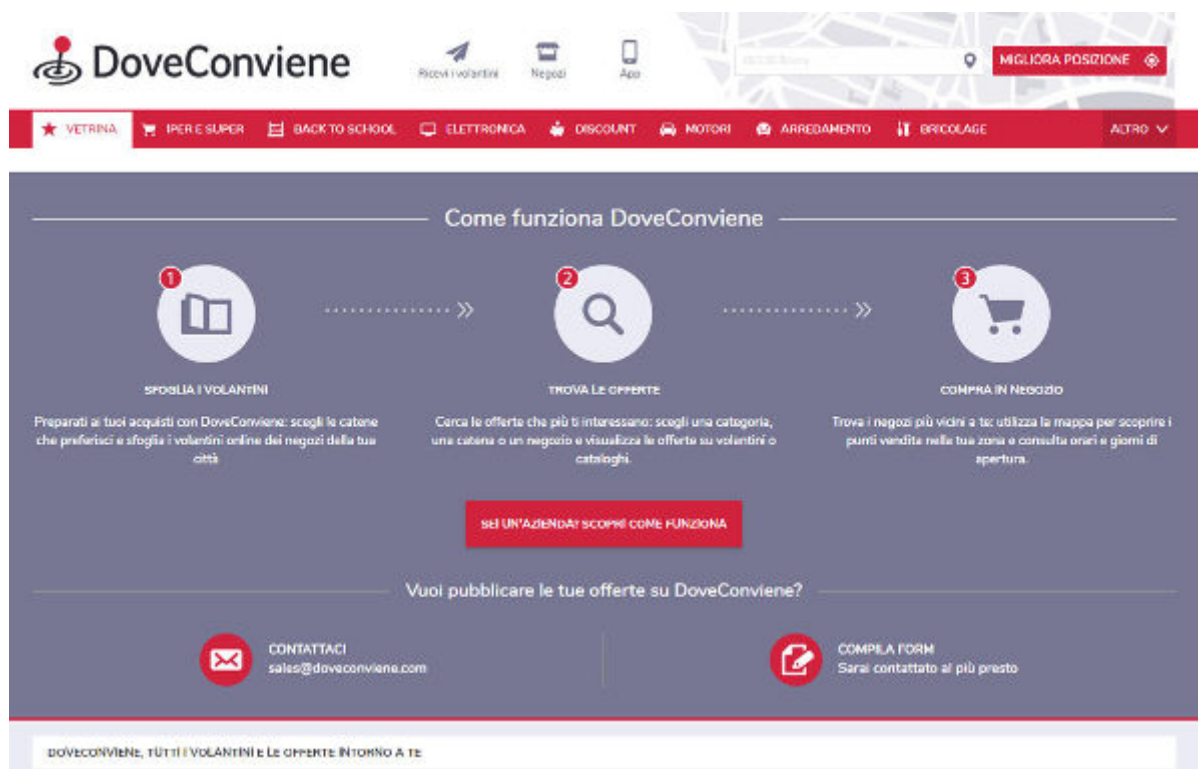 DoveConviene
Ricevi i volantini
Negozi
App
MIGLIORA POSIZIONE
VETRINA
IPER E SUPER
BACK TO SCHOOL
ELETTRONICA
DISCOUNT
MOTORI
ARREDAMENTO
BRICOLAGE
ALTRO
Come funziona DoveConviene
1
2
3
SFOGLIA I VOLANTINI
Preparati ai tuoi acquisti con DoveConviene: scegli le catene
che preferisci e sfoglia i volantini online dei negozi della tua
città
TROVA LE OFFERTE
Cerca le offerte che più ti interessano: scegli una categoria,
una catena o un negozio e visualizza le offerte su volantini o
cataloghi.
COMPRA IN NEGOZIO
Trova i negozi più vicini a te: utilizza la mappa per scoprire i
punti vendita nella tua zona e consulta orari e giorni di
apertura.
SEI UN'AZIENDA? SCOPRI COME FUNZIONA
Vuoi pubblicare le tue offerte su DoveConviene?
CONTATTACI
sales@doveconviene.com
COMPILA FORM
Sarai contattato al più presto
DOVECONVIENE, TUTTI I VOLANTINI E LE OFFERTE INTORNO A TE